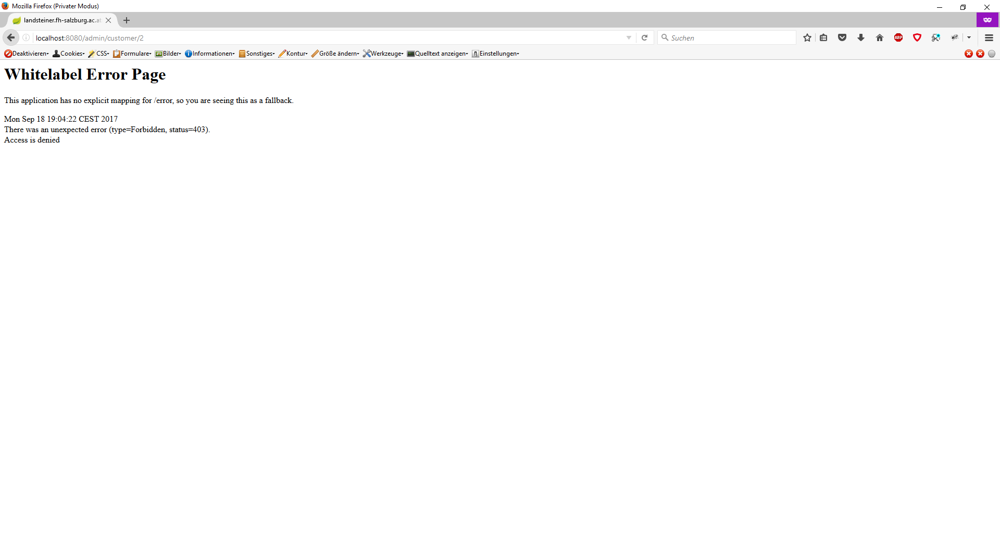 Mozilla Firefox (Privater Modus)
landsteiner.fh-salzburg.ac.at
localhost:8080/admin/customer/2
Suchen
ABP
Deaktivieren Cookies CSS Formulare Bilder Informationen Sonstiges Kontur Größe ändern Werkzeuge Quelltext anzeigen Einstellungen
Whitelabel Error Page
This application has no explicit mapping for /error, so you are seeing this as a fallback.
Mon Sep 18 19:04:22 CEST 2017
There was an unexpected error (type=Forbidden, status=403).
Access is denied